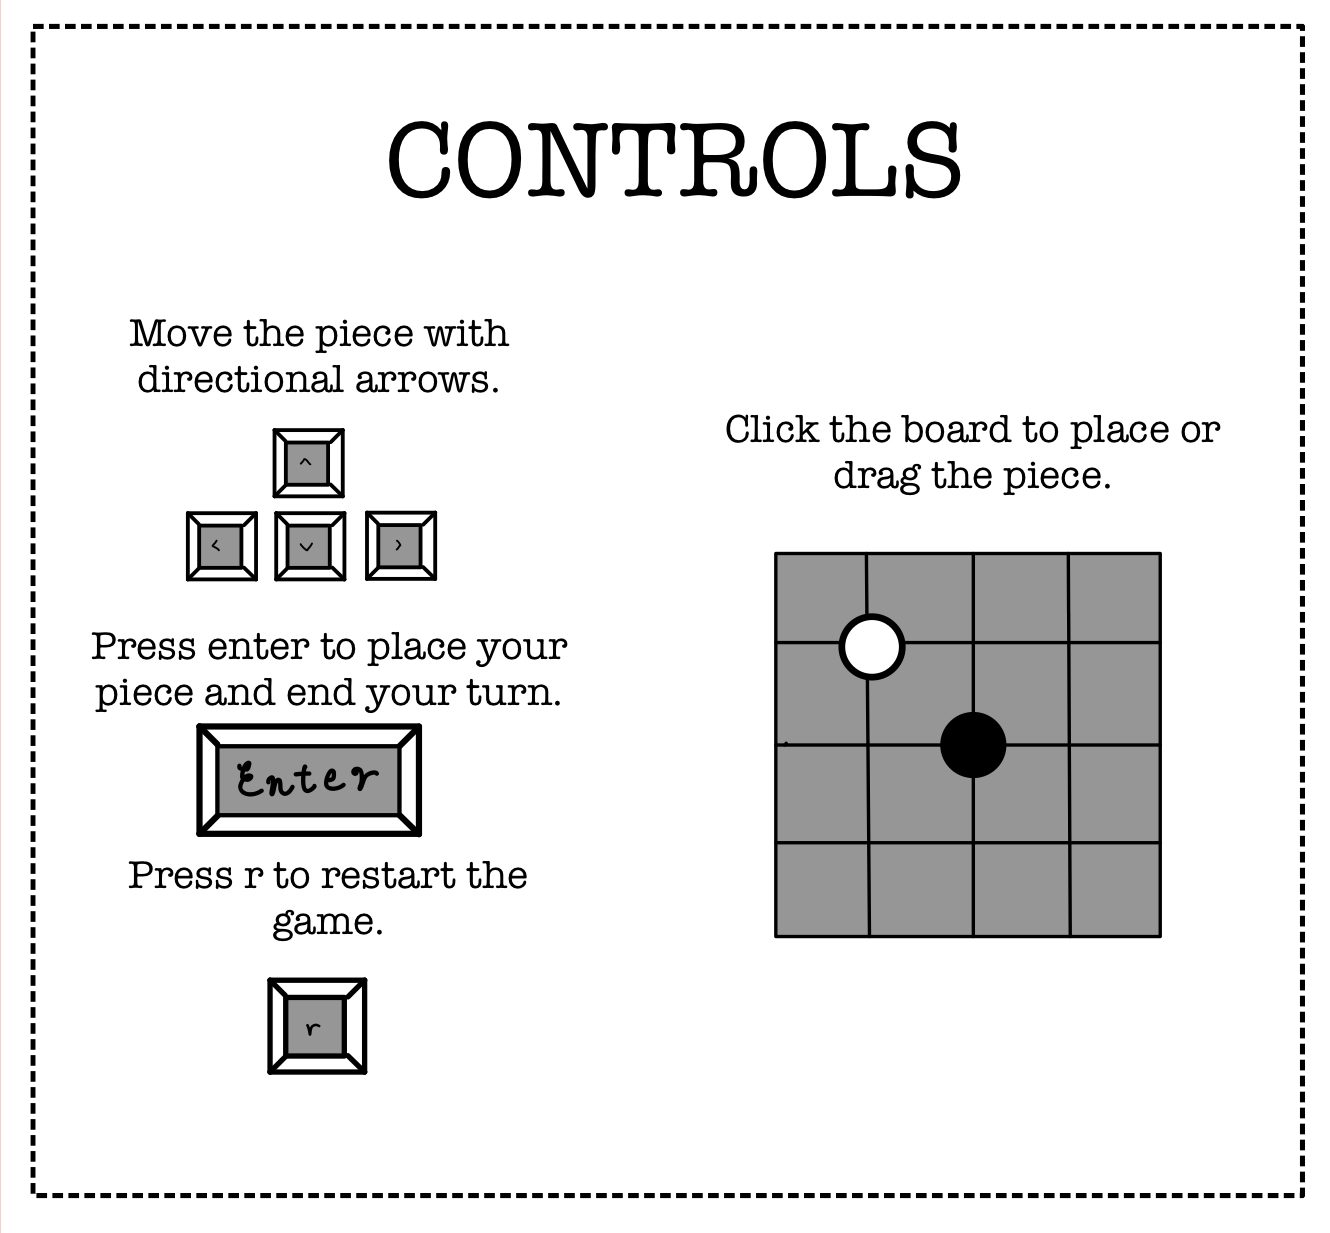 CONTROLS
Move the piece with
directional arrows.
^
< v >
Press enter to place your
piece and end your turn.
Enter
Press r to restart the
game.
r
Click the board to place or
drag the piece.